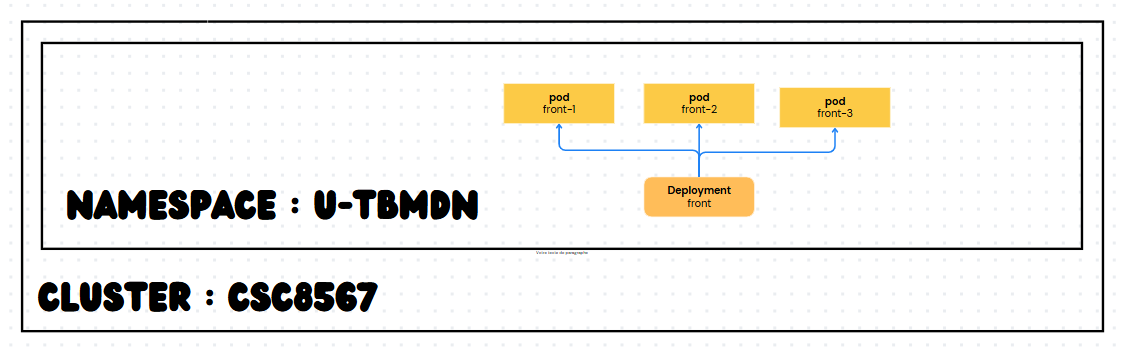 pod
front-1
pod
front-2
pod
front-3
Deployment
front
NAMESPACE : U-TBMDN
Votre texte de paragraphe
CLUSTER : CSC8567